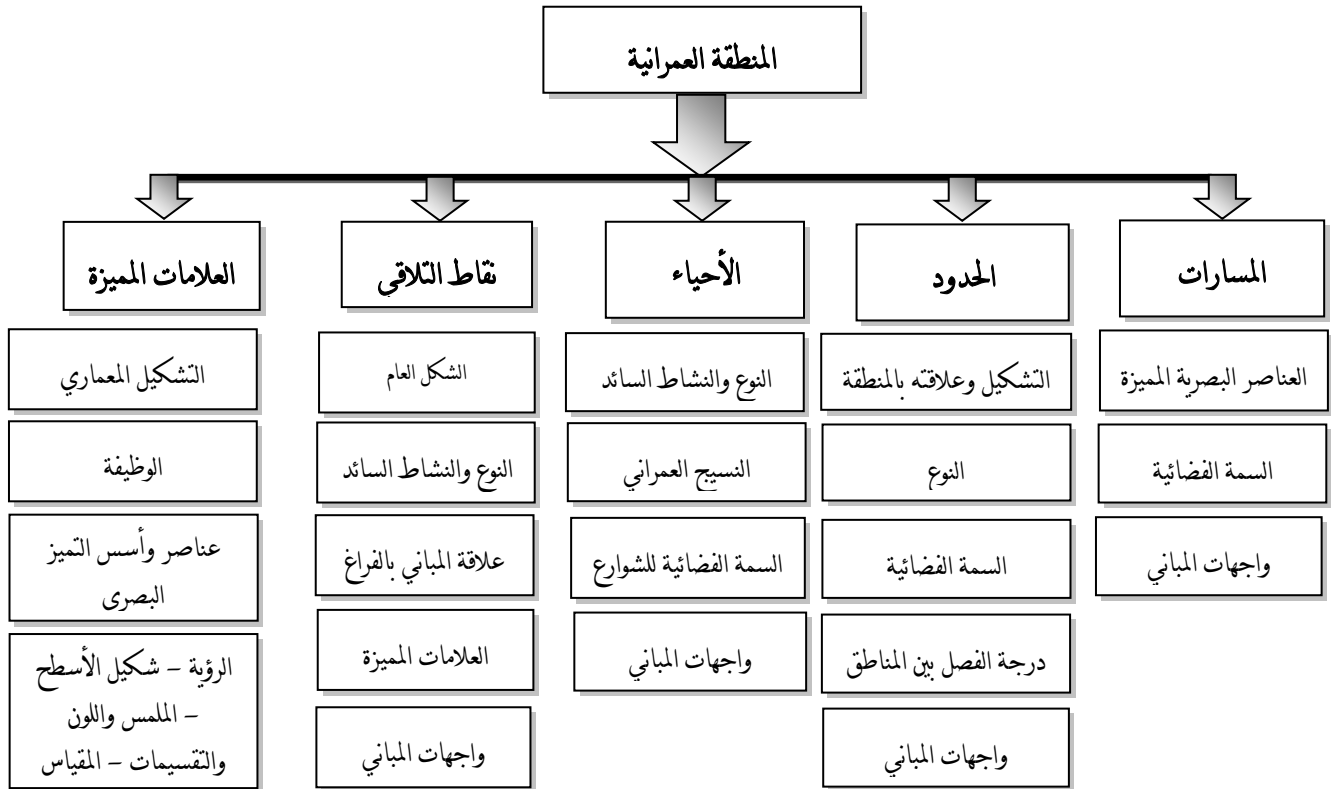 المنطقة العمرانية
المسارات
العناصر البصرية المميزة
السمة الفضائية
واجهات المباني
الحدود
التشكيل وعلاقته بالمنطقة
النوع
السمة الفضائية
درجة الفصل بين المناطق
واجهات المباني
الأحياء
النوع والنشاط السائد
النسيج العمراني
السمة الفضائية للشوارع
واجهات المباني
نقاط التلاقى
الشكل العام
النوع والنشاط السائد
علاقة المباني بالفراغ
العلامات المميزة
واجهات المباني
العلامات المميزة
التشكيل المعماري
الوظيفة
عناصر وأسس التميز
البصرى
الرؤية – شكيل الأسطح
– الملمس واللون
والتقسيمات – المقياس